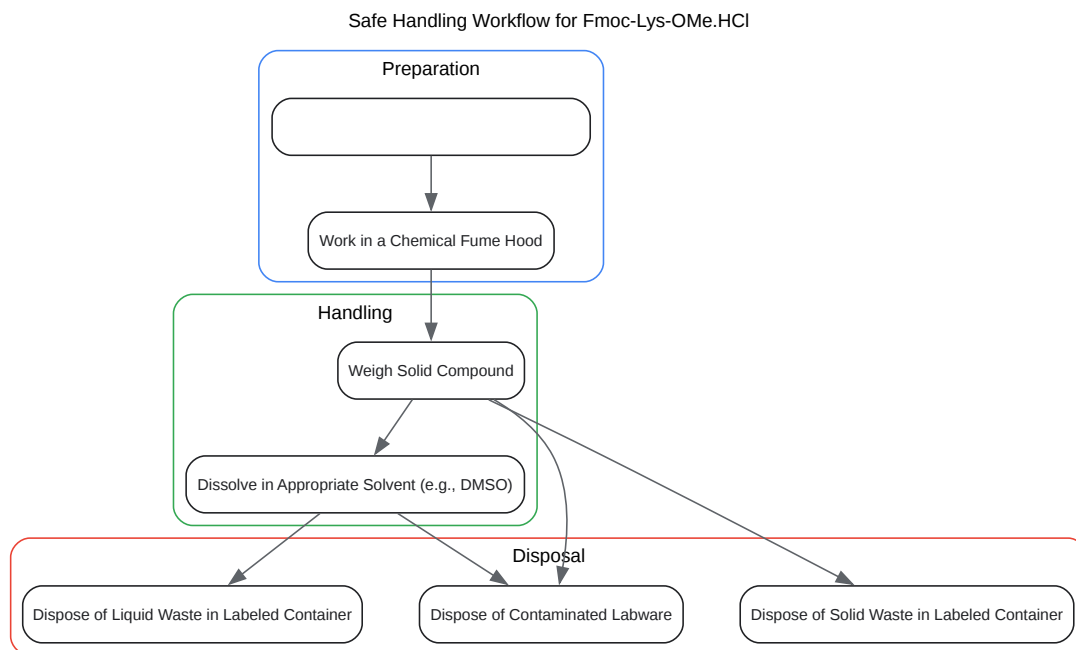 Safe Handling Workflow for Fmoc-Lys-OMe.HCl
Preparation
Work in a Chemical Fume Hood
Handling
Weigh Solid Compound
Dissolve in Appropriate Solvent (e.g., DMSO)
Disposal
Dispose of Liquid Waste in Labeled Container
Dispose of Contaminated Labware
Dispose of Solid Waste in Labeled Container